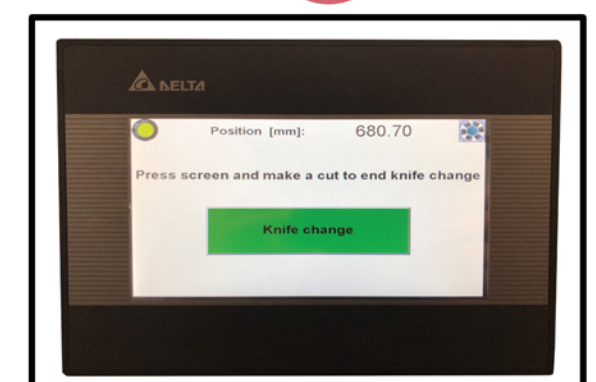 DELTA
Position [mm]: 680.70
Press screen and make a cut to end knife change
Knife change